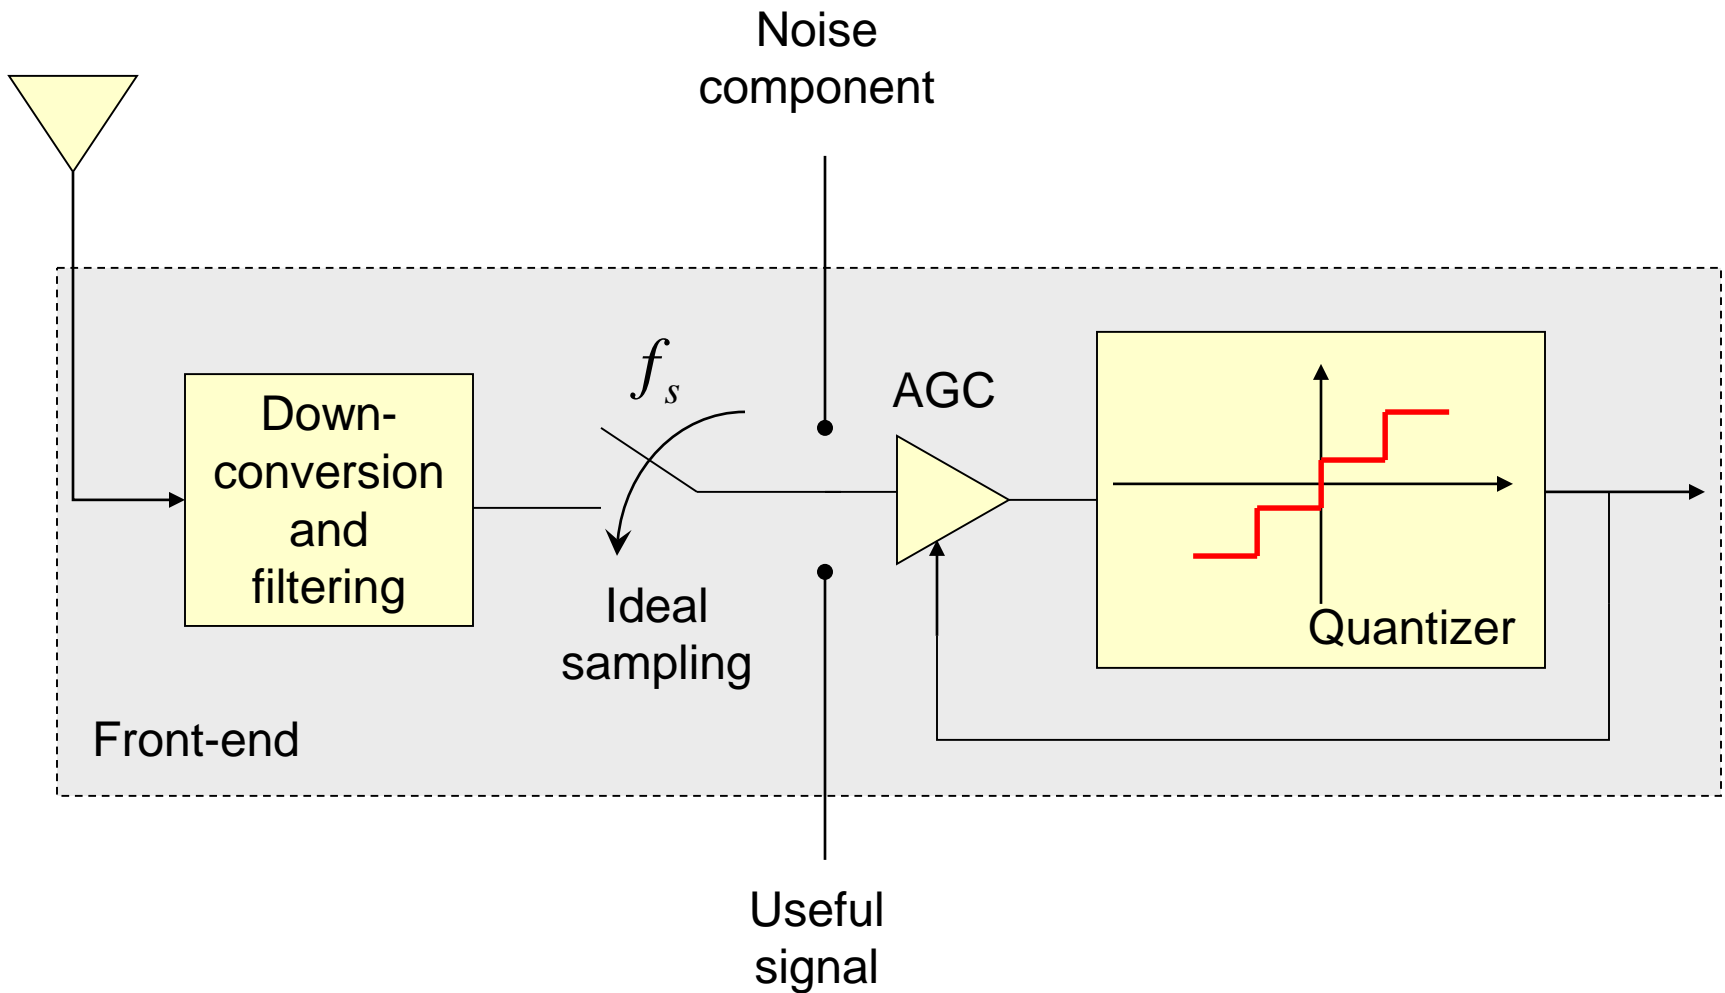 Noise
component
f_s
AGC
Down-
conversion
and
filtering
Ideal
sampling
Quantizer
Front-end
Useful
signal